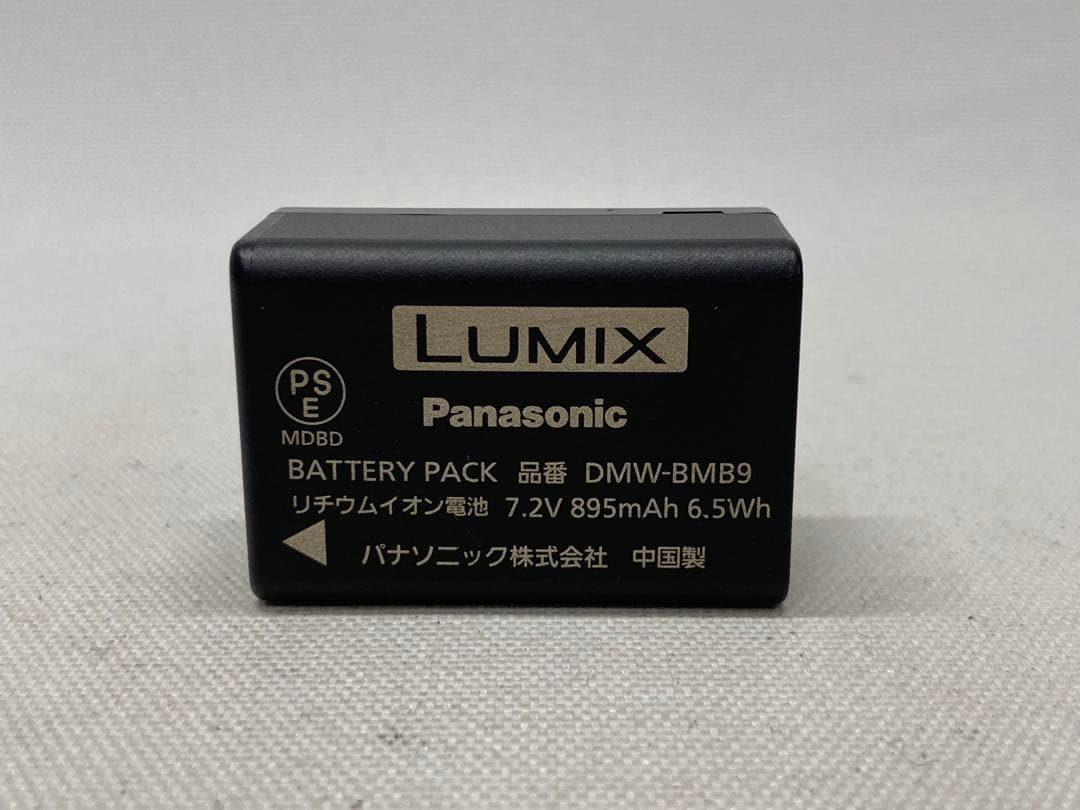 LUMIX
PS
E
Panasonic
MDBD
BATTERY PACK 品番 DMW-BMB9
リチウムイオン電池 7.2V 895mAh 6.5Wh
パナソニック株式会社 中国製